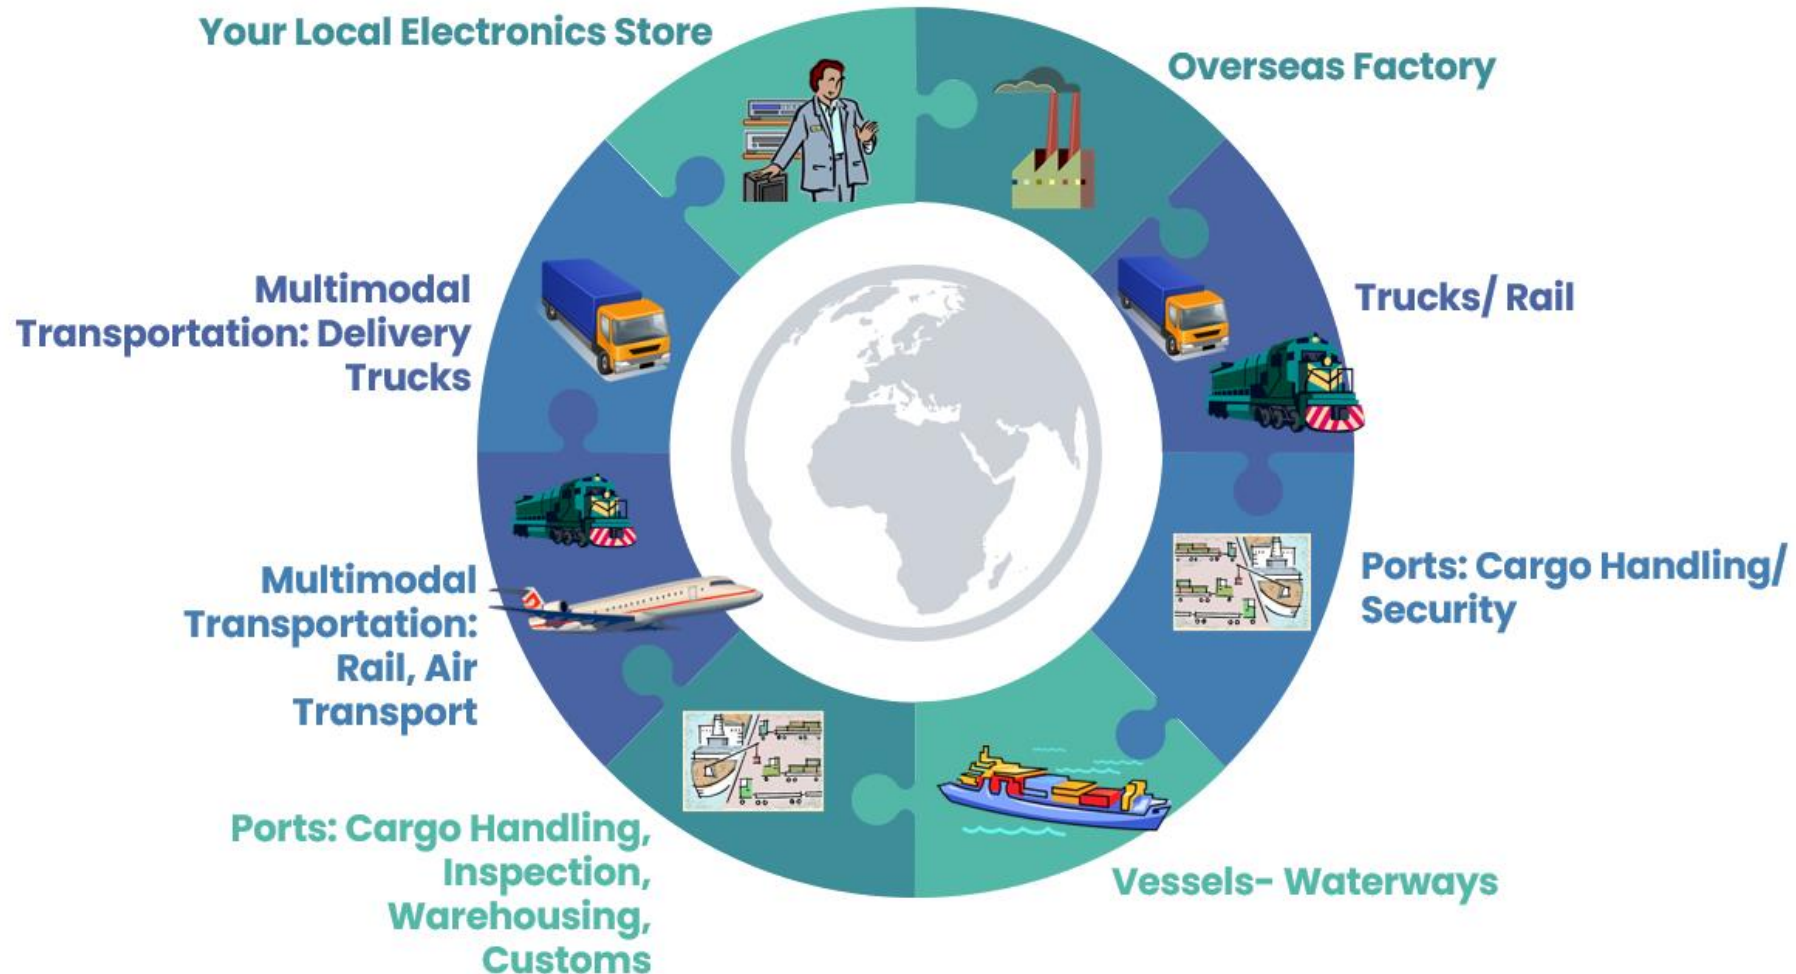 Your Local Electronics Store
Overseas Factory
Multimodal
Transportation: Delivery
Trucks
Trucks/ Rail
Multimodal
Transportation:
Rail, Air
Transport
Ports: Cargo Handling/
Security
Ports: Cargo Handling,
Inspection,
Warehousing,
Customs
Vessels- Waterways